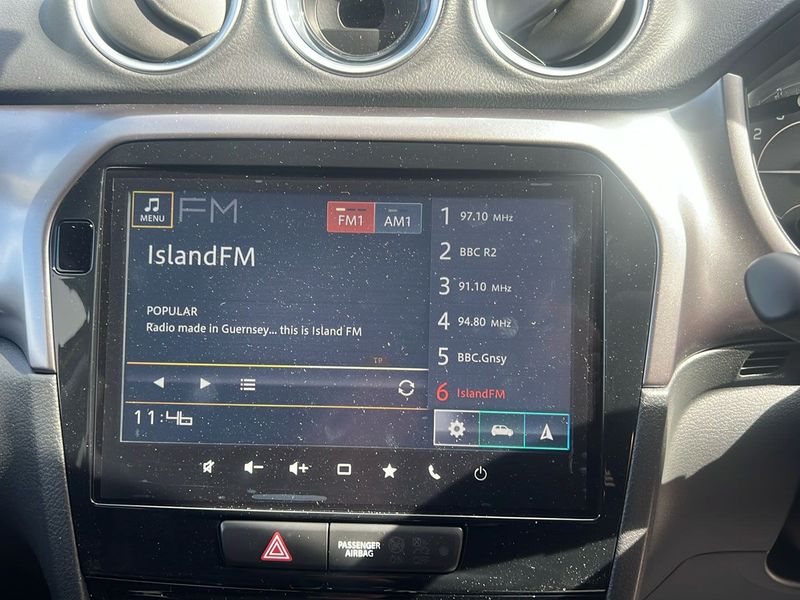 MENU FM
FM1 AM1
IslandFM
POPULAR
Radio made in Guernsey... this is Island FM
TP
11:46
1 97.10 MHz
2 BBC R2
3 91.10 MHz
4 94.80 MHz
5 BBC.Gnsy
6 IslandFM
PASSENGER
AIRBAG
2